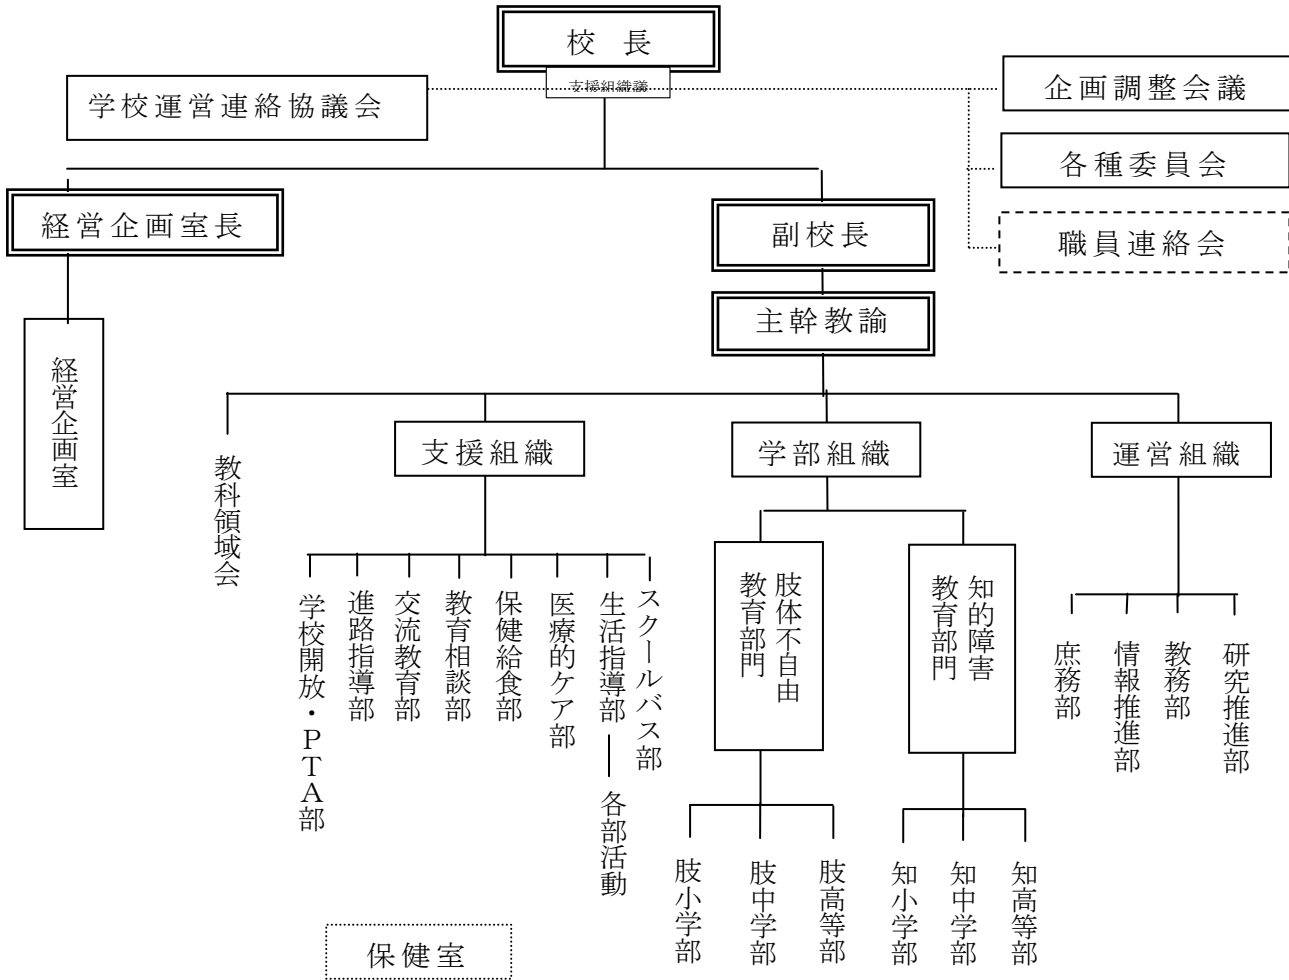 校長
支援組織議
学校運営連絡協議会
企画調整会議
各種委員会
職員連絡会
経営企画室長
副校長
主幹教諭
経営企画室
教科領域会
支援組織
学部組織
運営組織
学校開放・PTA部
進路指導部
交流教育部
教育相談部
保健給食部
医療的ケア部
生活指導部
各部活動
スクールバス部
肢体不自由
教育部門
知的障害
教育部門
庶務部
情報推進部
教務部
研究推進部
肢小学部
肢中学部
肢高等部
知小学部
知中学部
知高等部
保健室